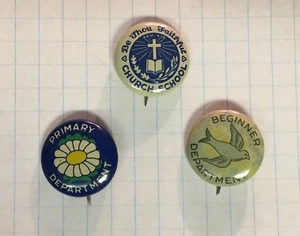 Be Thou Faithful
CHURCH SCHOOL
PRIMARY
DEPARTMENT
BEGINNER
DEPARTMENT